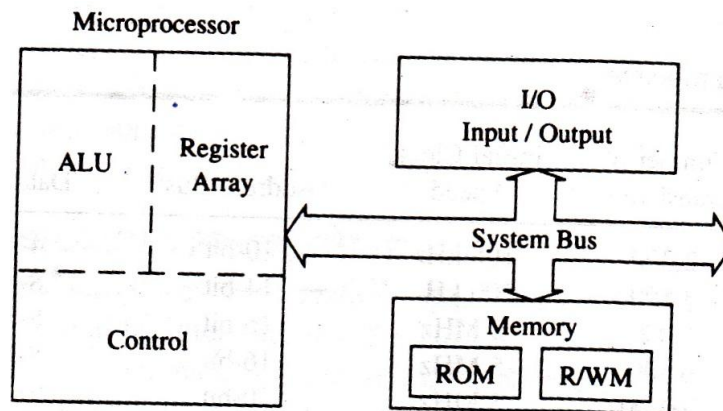 Microprocessor
ALU
Register
Array
Control
I/O
Input / Output
System Bus
Memory
ROM
R/WM